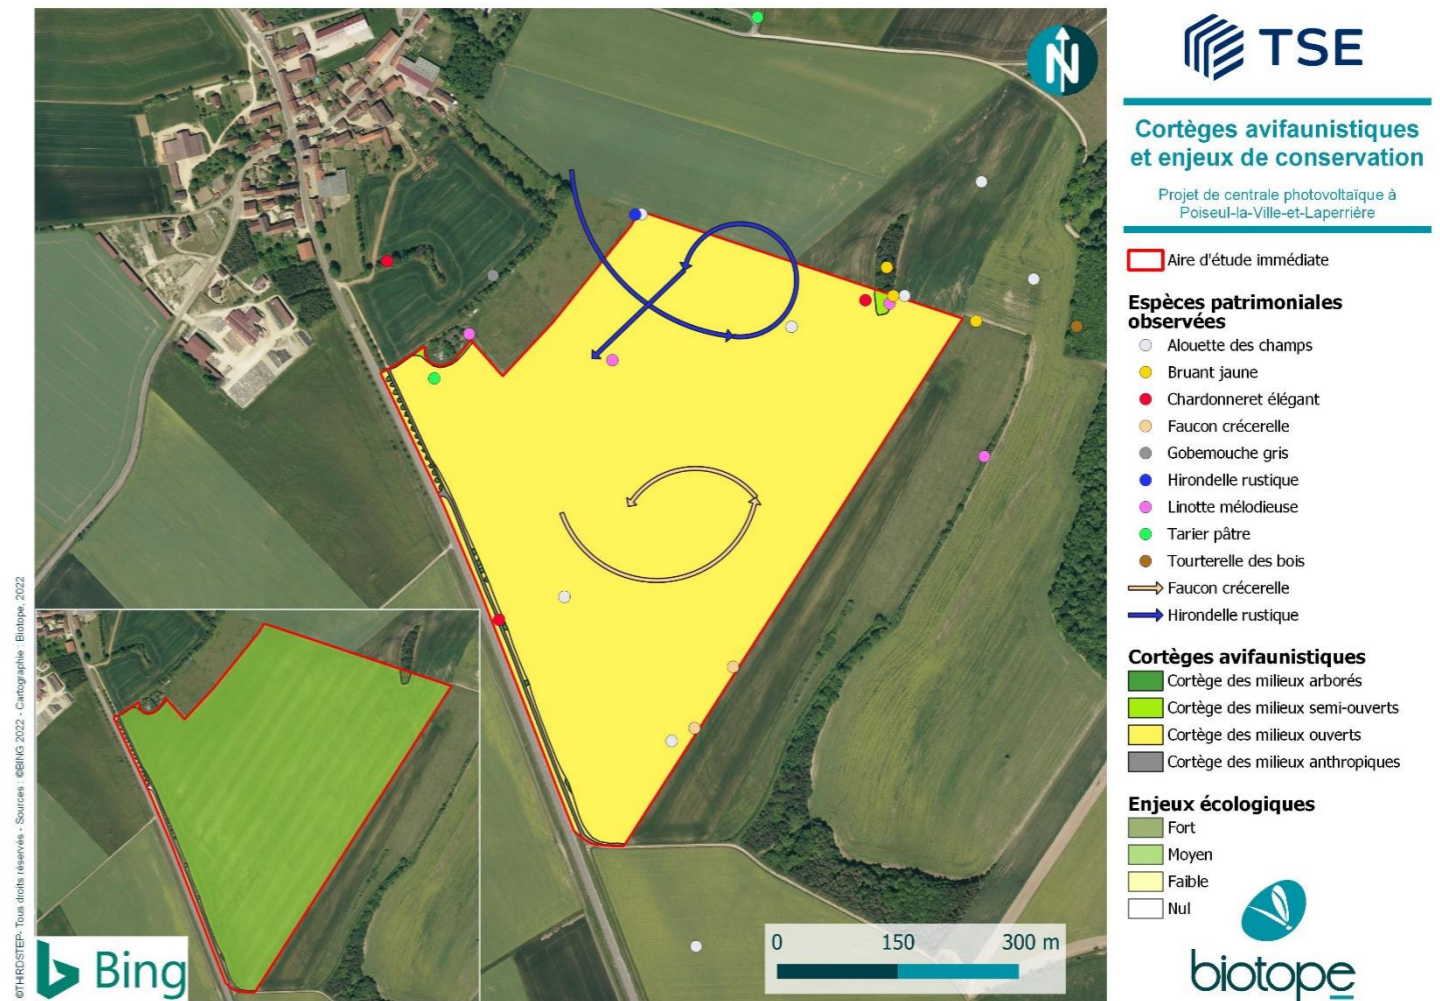 N
TSE
Cortèges avifaunistiques
et enjeux de conservation
Projet de centrale photovoltaïque à
Poiseul-la-Ville-et-Laperrière
Aire d'étude immédiate
Espèces patrimoniales
observées
Alouette des champs
Bruant jaune
Chardonneret élégant
Faucon crécerelle
Gobemouche gris
Hirondelle rustique
Linotte mélodieuse
Tarier pâtre
Tourterelle des bois
Faucon crécerelle
Hirondelle rustique
Cortèges avifaunistiques
Cortège des milieux arborés
Cortège des milieux semi-ouverts
Cortège des milieux ouverts
Cortège des milieux anthropiques
Enjeux écologiques
Fort
Moyen
Faible
Nul
biotope
0 150 300 m
Bing
©THIRDSTEP- Tous droits réservés - Sources : ©BING 2022 - Cartographie : Biotope, 2022